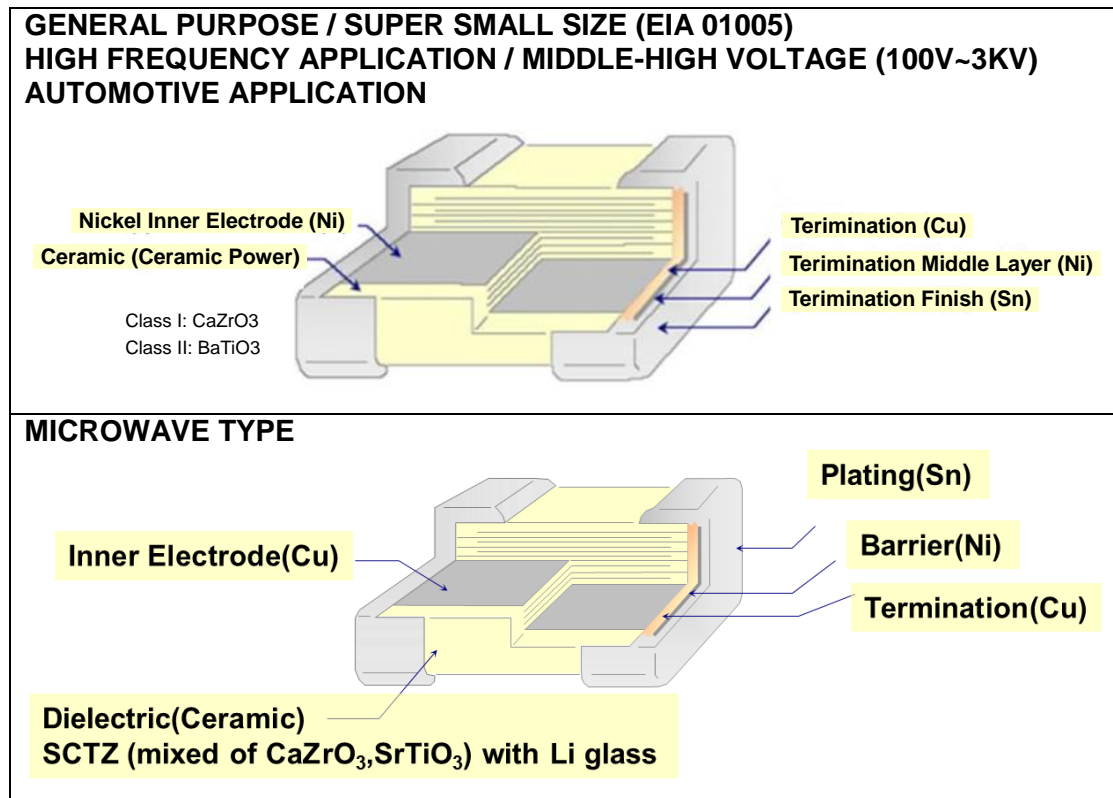 GENERAL PURPOSE / SUPER SMALL SIZE (EIA 01005)
HIGH FREQUENCY APPLICATION / MIDDLE-HIGH VOLTAGE (100V~3KV)
AUTOMOTIVE APPLICATION
Nickel Inner Electrode (Ni)
Ceramic (Ceramic Power)
Class I: CaZrO3
Class II: BaTiO3
Terimination (Cu)
Terimination Middle Layer (Ni)
Terimination Finish (Sn)
MICROWAVE TYPE
Plating(Sn)
Inner Electrode(Cu)
Barrier(Ni)
Termination(Cu)
Dielectric(Ceramic)
SCTZ (mixed of CaZrO₃,SrTiO₃) with Li glass